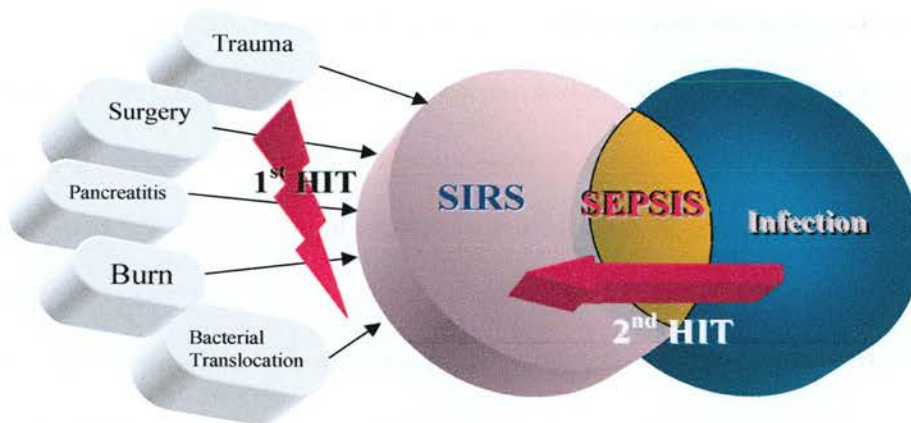 Trauma
Surgery
Pancreatitis
Burn
Bacterial
Translocation
1st HIT
SIRS
SEPSIS
Infection
2nd HIT